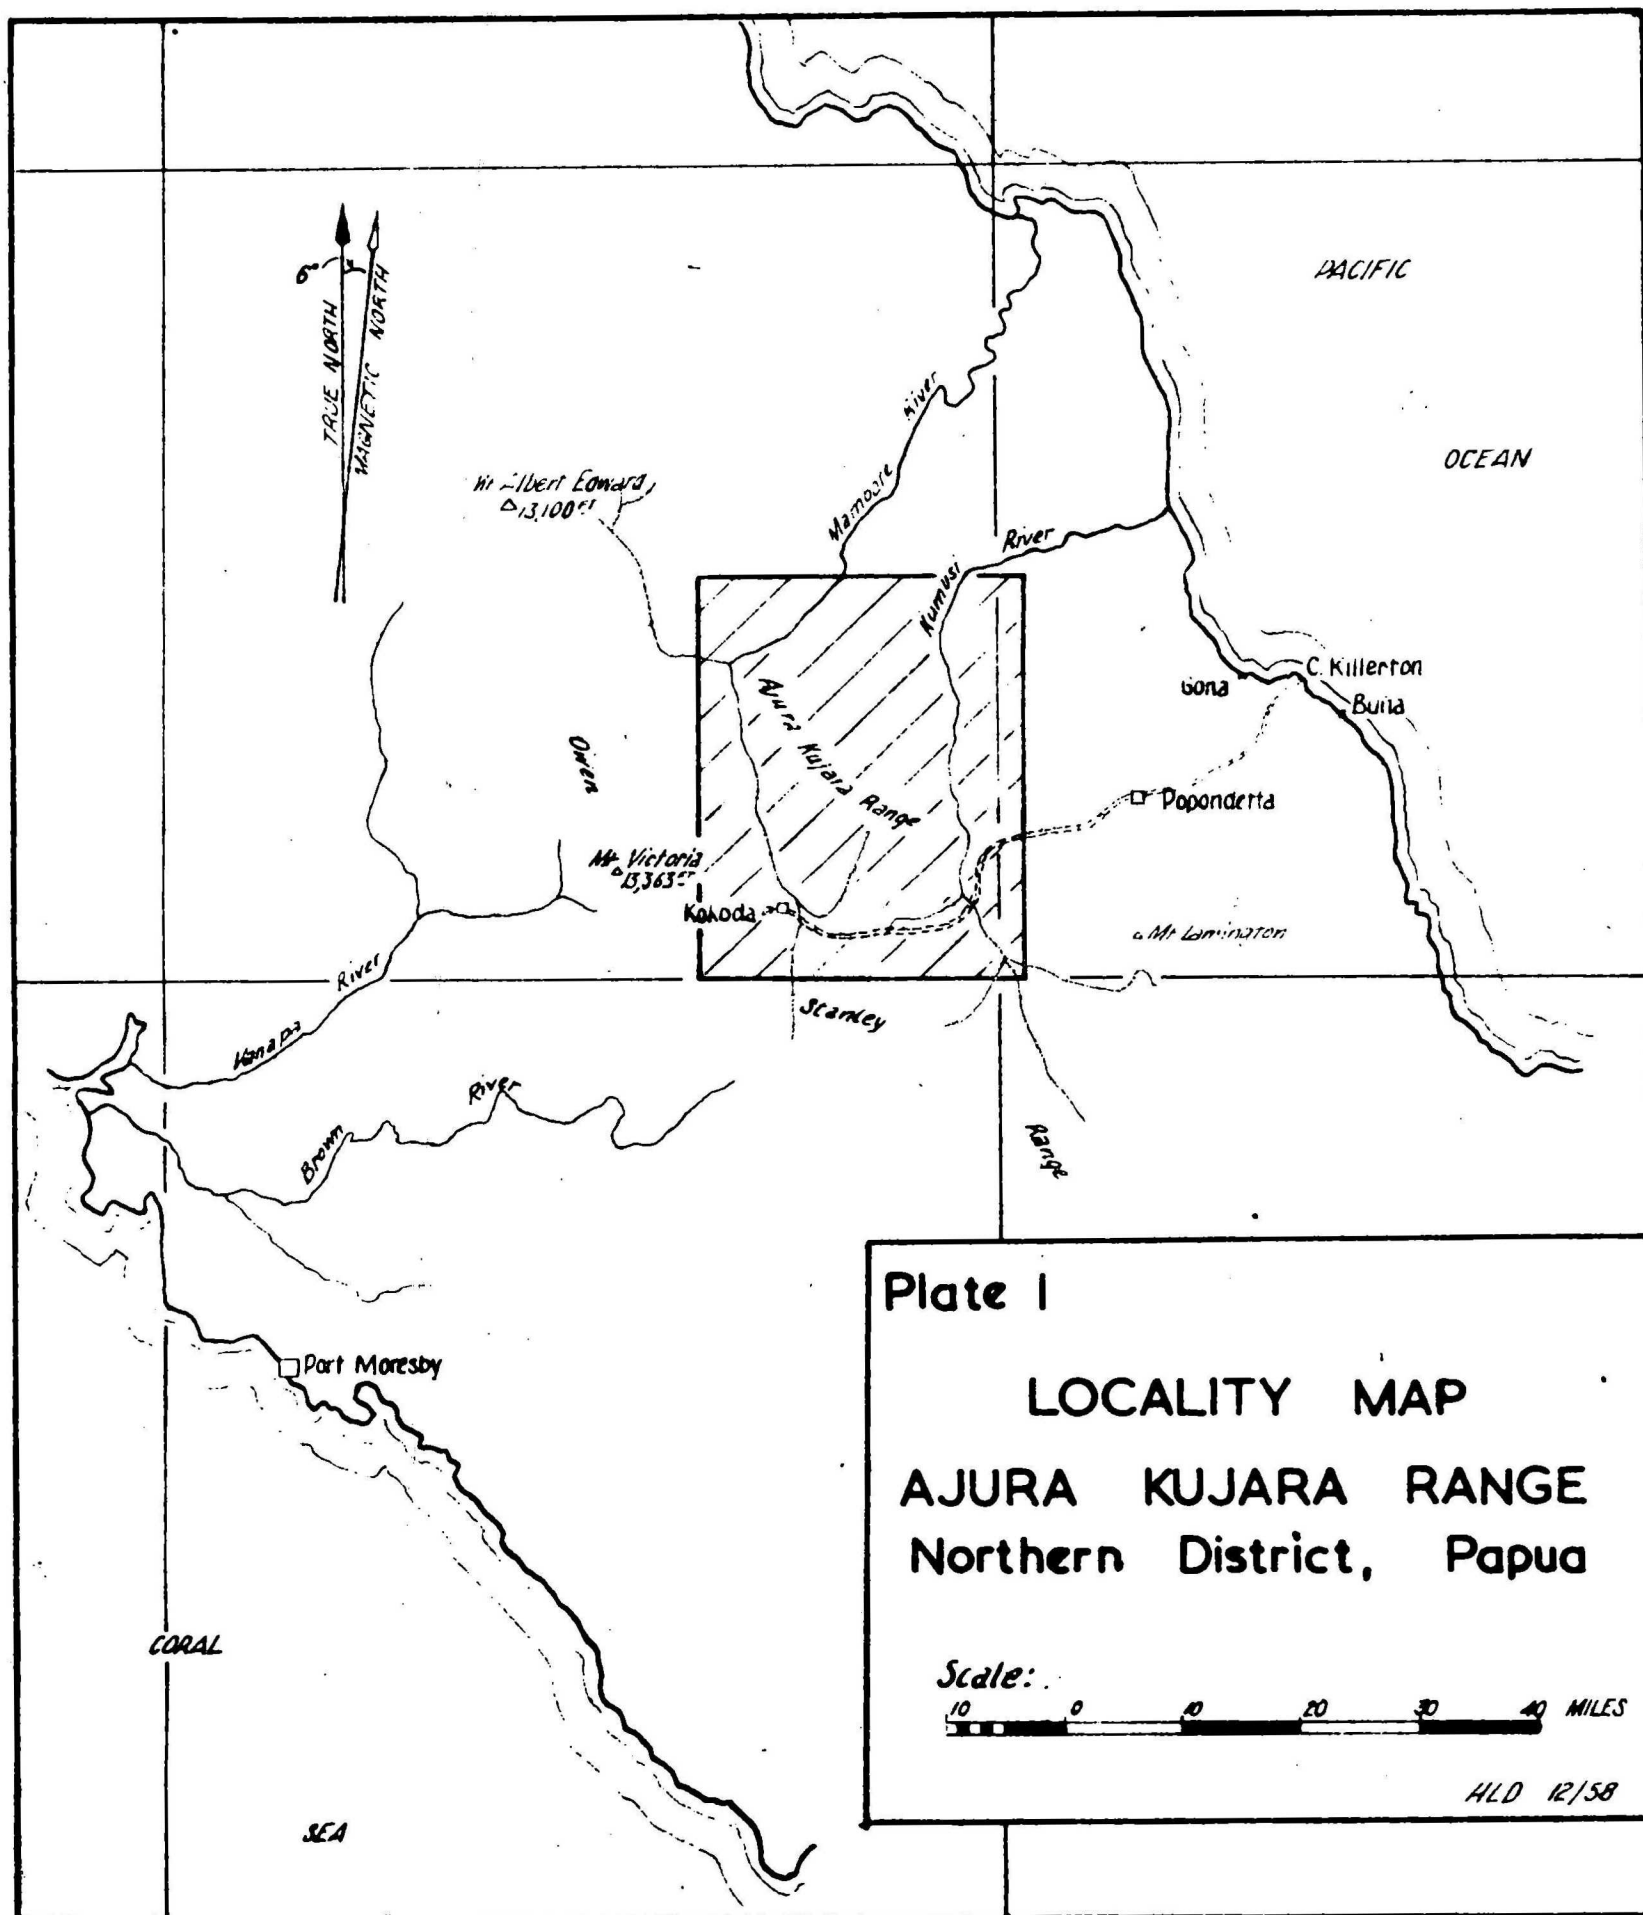 PACIFIC
OCEAN
6°
TRUE NORTH
MAGNETIC NORTH
Mt Albert Edward
13,100 FT
Mamoore River
Kumusi River
Ajura Kujara Range
Owen
Stanley
Range
Mt. Victoria
13,363 FT
Kokoda
Gona
C. Killerton
Buna
Popondetta
Mt Lamington
Vanapa River
Brown River
Port Moresby
CORAL
SEA
Plate 1
LOCALITY MAP
AJURA KUJARA RANGE
Northern District, Papua
Scale:
10 0 10 20 30 40 MILES
HLD 12/58